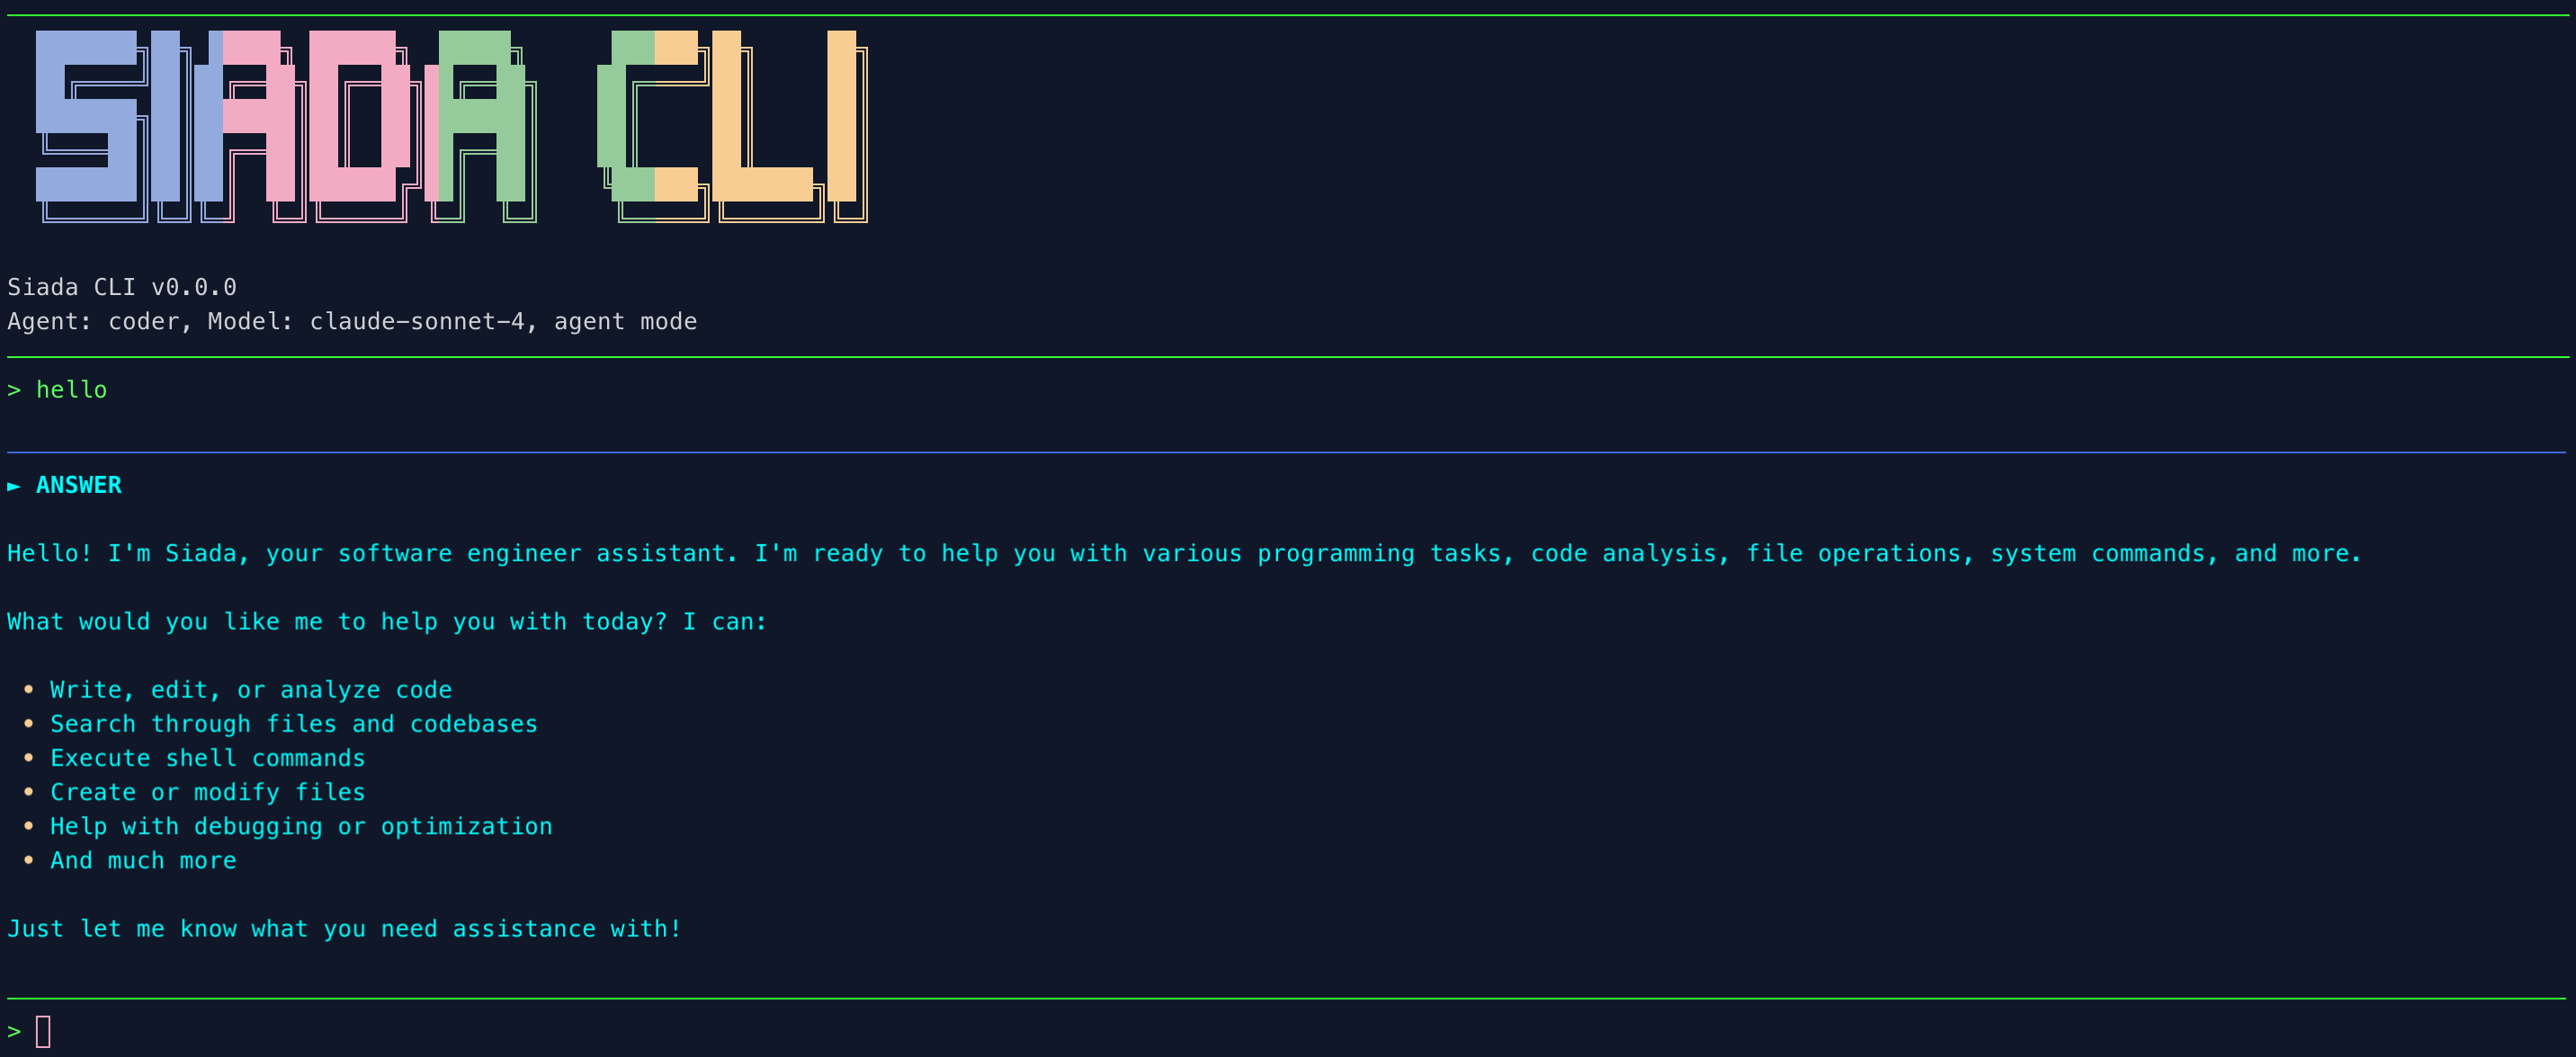 SIADA CLI
Siada CLI v0.0.0
Agent: coder, Model: claude-sonnet-4, agent mode
> hello
► ANSWER
Hello! I'm Siada, your software engineer assistant. I'm ready to help you with various programming tasks, code analysis, file operations, system commands, and more.
What would you like me to help you with today? I can:
• Write, edit, or analyze code
• Search through files and codebases
• Execute shell commands
• Create or modify files
• Help with debugging or optimization
• And much more
Just let me know what you need assistance with!
>